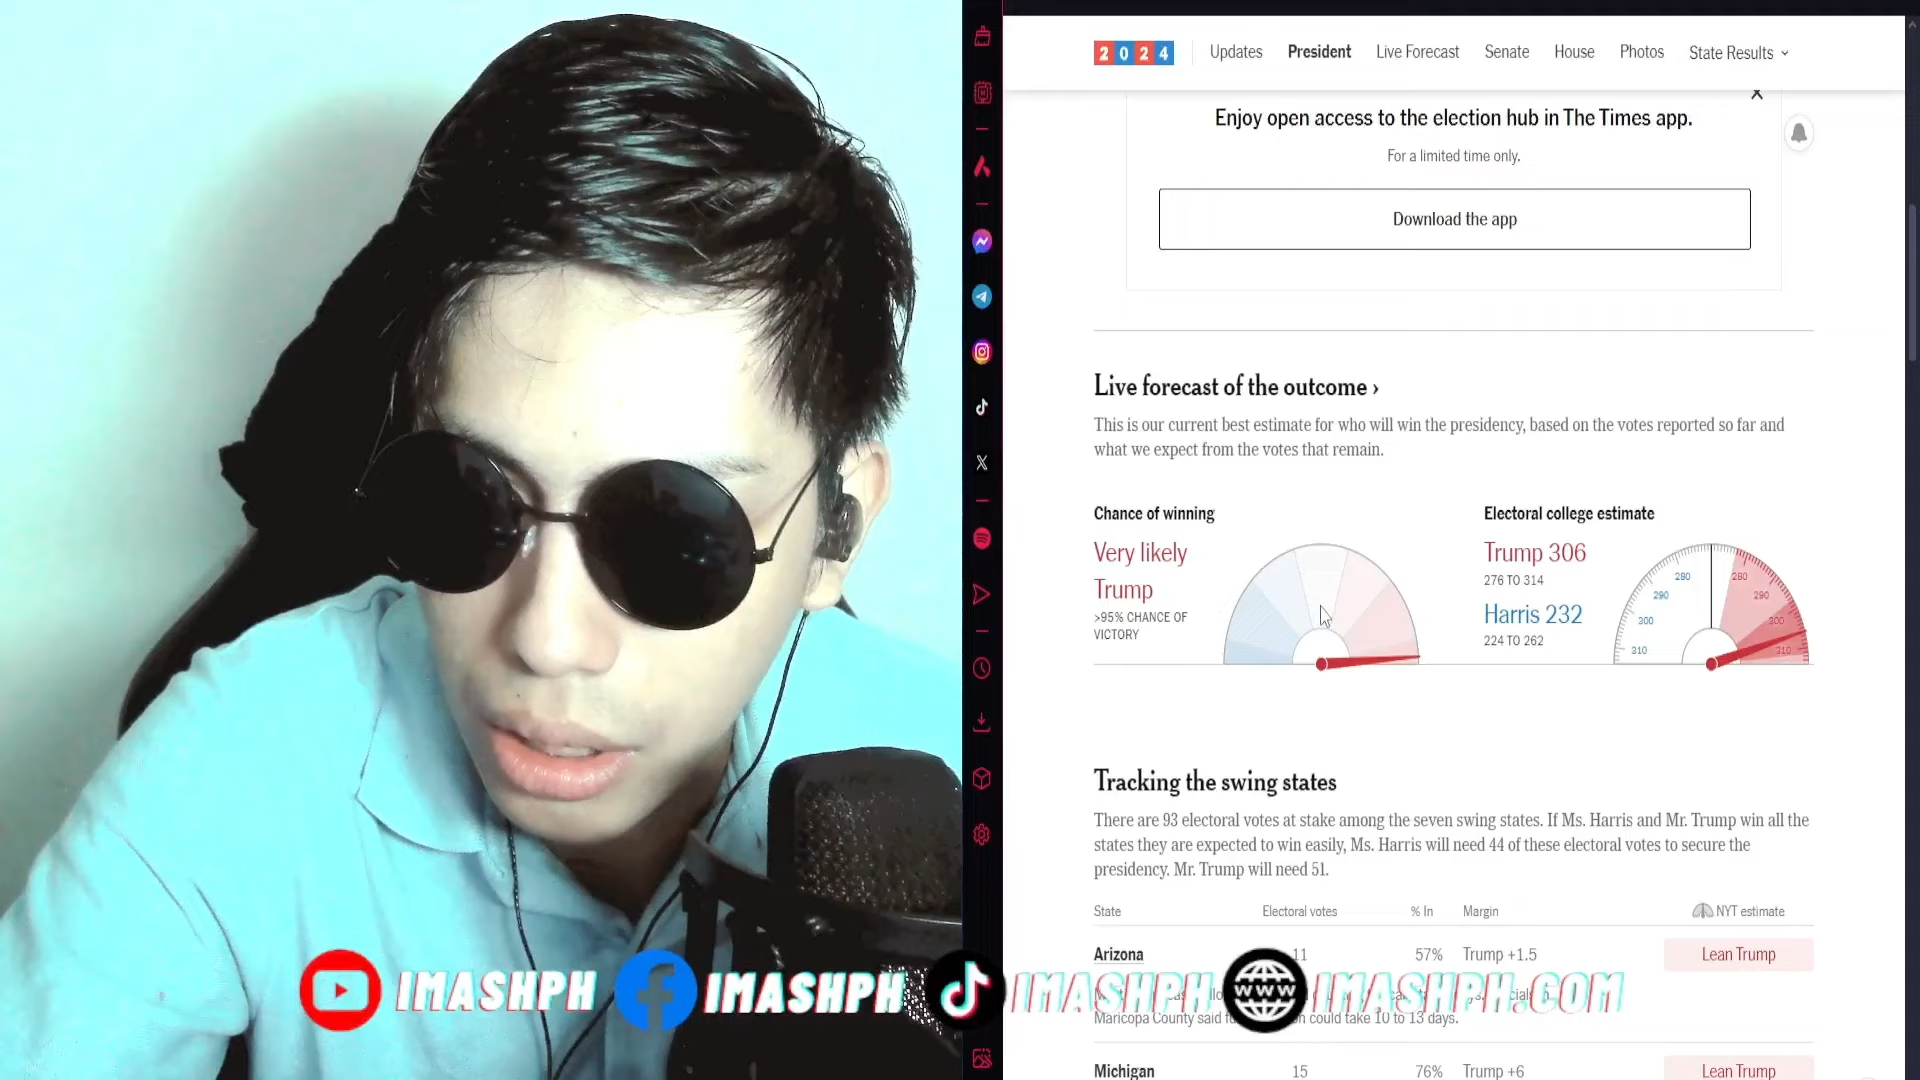 2024
Updates
President
Live Forecast
Senate
House
Photos
State Results
X
Enjoy open access to the election hub in The Times app.
For a limited time only.
Download the app
Live forecast of the outcome ›
This is our current best estimate for who will win the presidency, based on the votes reported so far and
what we expect from the votes that remain.
Chance of winning
Very likely
Trump
>95% CHANCE OF
VICTORY
Electoral college estimate
Trump 306
276 TO 314
Harris 232
224 TO 262
280
290
300
310
280
290
300
310
Tracking the swing states
There are 93 electoral votes at stake among the seven swing states. If Ms. Harris and Mr. Trump win all the
states they are expected to win easily, Ms. Harris will need 44 of these electoral votes to secure the
presidency. Mr. Trump will need 51.
State
Electoral votes
% In
Margin
NYT estimate
Arizona
11
57%
Trump +1.5
Lean Trump
Maricopa County said
could take 10 to 13 days.
Michigan
15
76%
Trump +6
Lean Trump
IMASHPH
IMASHPH
IMASHPH
WWW
IMASHPH.COM